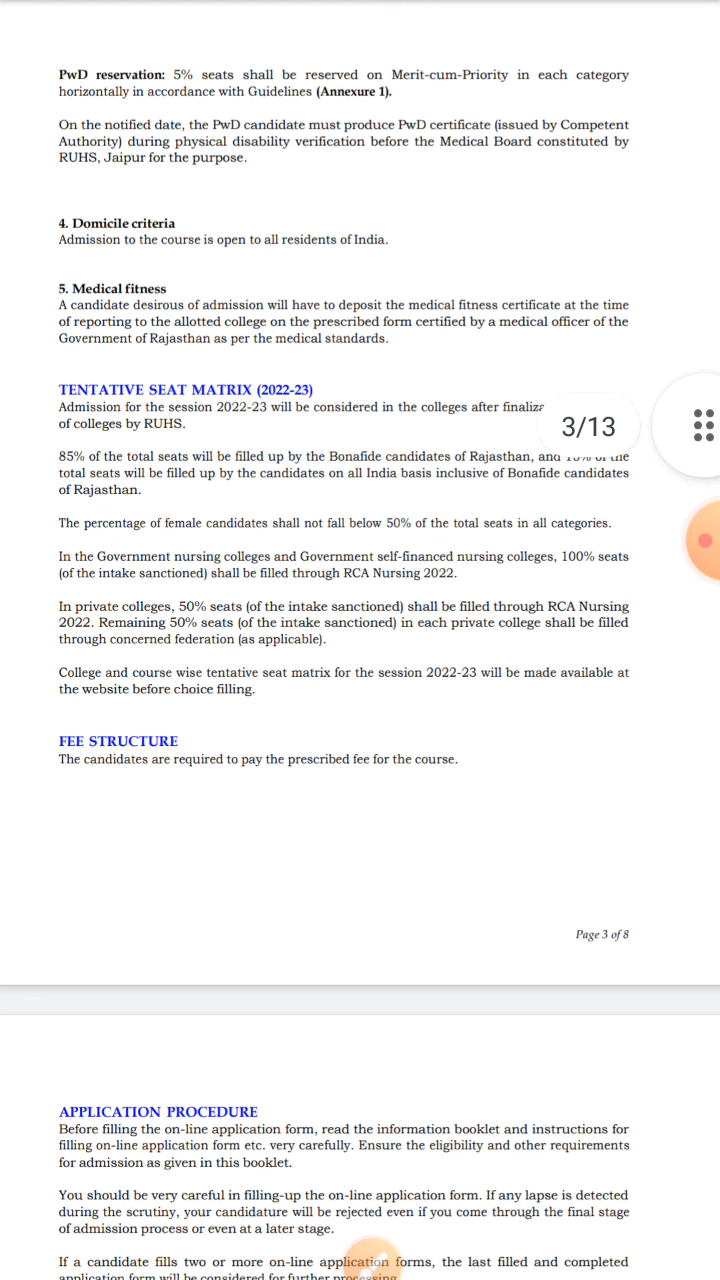 PwD reservation: 5% seats shall be reserved on Merit-cum-Priority in each category
horizontally in accordance with Guidelines (Annexure 1).
On the notified date, the PwD candidate must produce PwD certificate (issued by Competent
Authority) during physical disability verification before the Medical Board constituted by
RUHS, Jaipur for the purpose.
4. Domicile criteria
Admission to the course is open to all residents of India.
5. Medical fitness
A candidate desirous of admission will have to deposit the medical fitness certificate at the time
of reporting to the allotted college on the prescribed form certified by a medical officer of the
Government of Rajasthan as per the medical standards.
TENTATIVE SEAT MATRIX (2022-23)
Admission for the session 2022-23 will be considered in the colleges after
of colleges by RUHS.
3/13
85% of the total seats will be filled up by the Bonafide candidates of Rajasthan, and 15% of the
total seats will be filled up by the candidates on all India basis inclusive of Bonafide candidates
of Rajasthan.
The percentage of female candidates shall not fall below 50% of the total seats in all categories.
In the Government nursing colleges and Government self-financed nursing colleges, 100% seats
(of the intake sanctioned) shall be filled through RCA Nursing 2022.
In private colleges, 50% seats (of the intake sanctioned) shall be filled through RCA Nursing
2022. Remaining 50% seats (of the intake sanctioned) in each private college shall be filled
through concerned federation (as applicable).
College and course wise tentative seat matrix for the session 2022-23 will be made available at
the website before choice filling.
FEE STRUCTURE
The candidates are required to pay the prescribed fee for the course.
Page 3 of 8
APPLICATION PROCEDURE
Before filling the on-line application form, read the information booklet and instructions for
filling on-line application form etc. very carefully. Ensure the eligibility and other requirements
for admission as given in this booklet.
You should be very careful in filling-up the on-line application form. If any lapse is detected
during the scrutiny, your candidature will be rejected even if you come through the final stage
of admission process or even at a later stage.
If a candidate fills two or more on-line application forms, the last filled and completed
application form will be considered for further processing